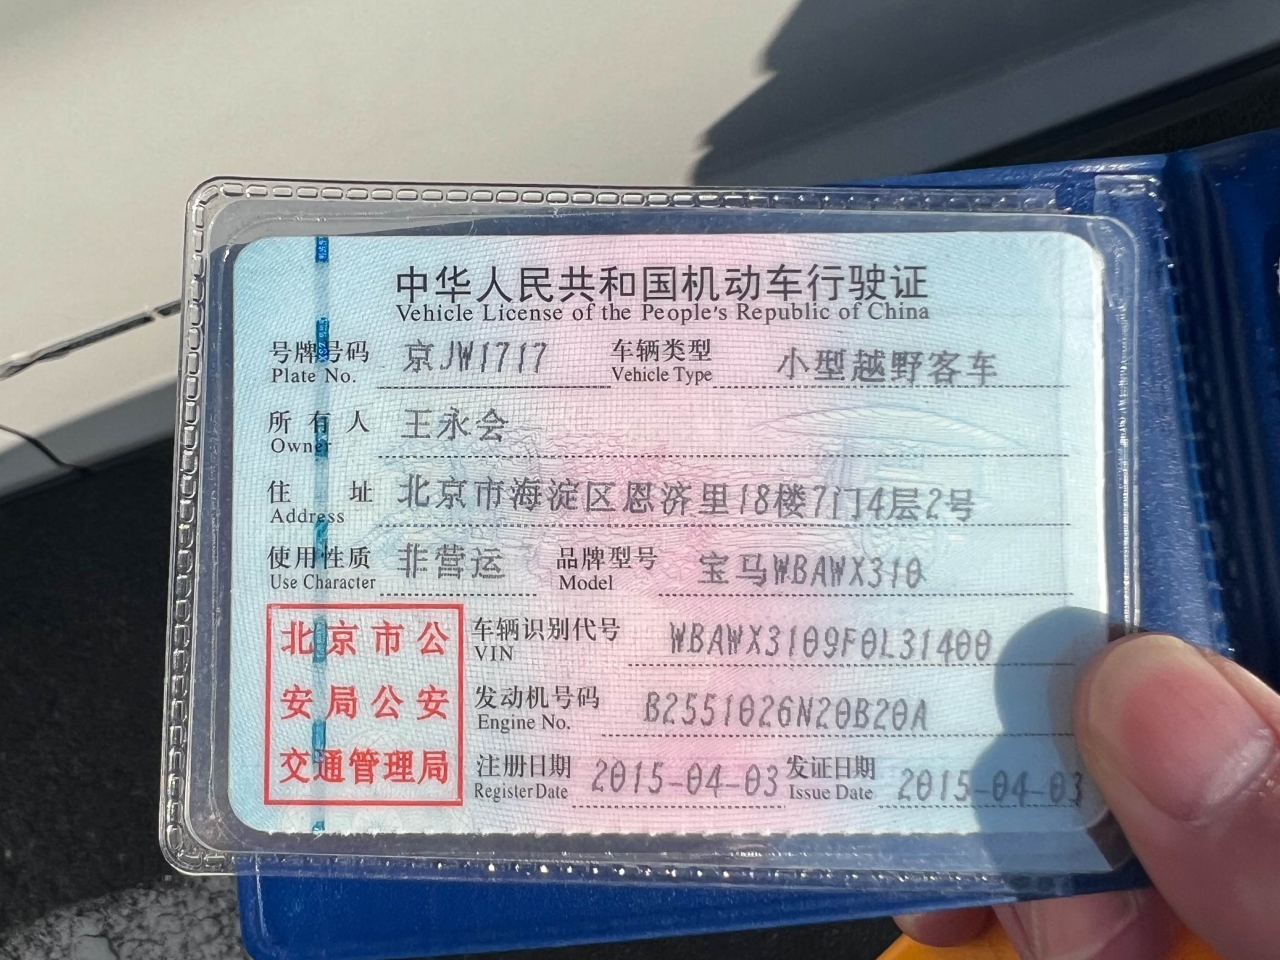 中华人民共和国机动车行驶证
Vehicle License of the People's Republic of China
号牌号码 京JW1717 车辆类型 小型越野客车
Plate No. Vehicle Type
所有人 王永会
Owner
住址 北京市海淀区恩济里18楼7门4层2号
Address
使用性质 非营运 品牌型号 宝马WBAWX310
Use Character Model
北京市公
安局公安
交通管理局
车辆识别代号 WBAWX3109F0L31400
VIN
发动机号码 B2551026N20B20A
Engine No.
注册日期 2015-04-03 发证日期 2015-04-03
Register Date Issue Date